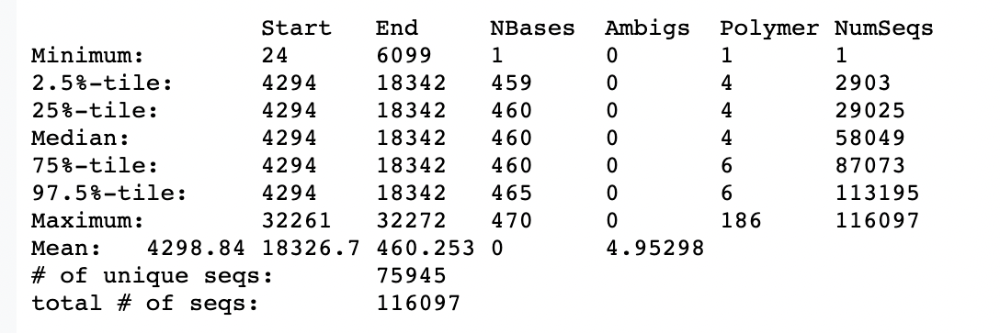 Start End NBases Ambigs Polymer NumSeqs
Minimum: 24 6099 1 0 1 1
2.5%-tile: 4294 18342 459 0 4 2903
25%-tile: 4294 18342 460 0 4 29025
Median: 4294 18342 460 0 4 58049
75%-tile: 4294 18342 460 0 6 87073
97.5%-tile: 4294 18342 465 0 6 113195
Maximum: 32261 32272 470 0 186 116097
Mean: 4298.84 18326.7 460.253 0 4.95298
# of unique seqs: 75945
total # of seqs: 116097